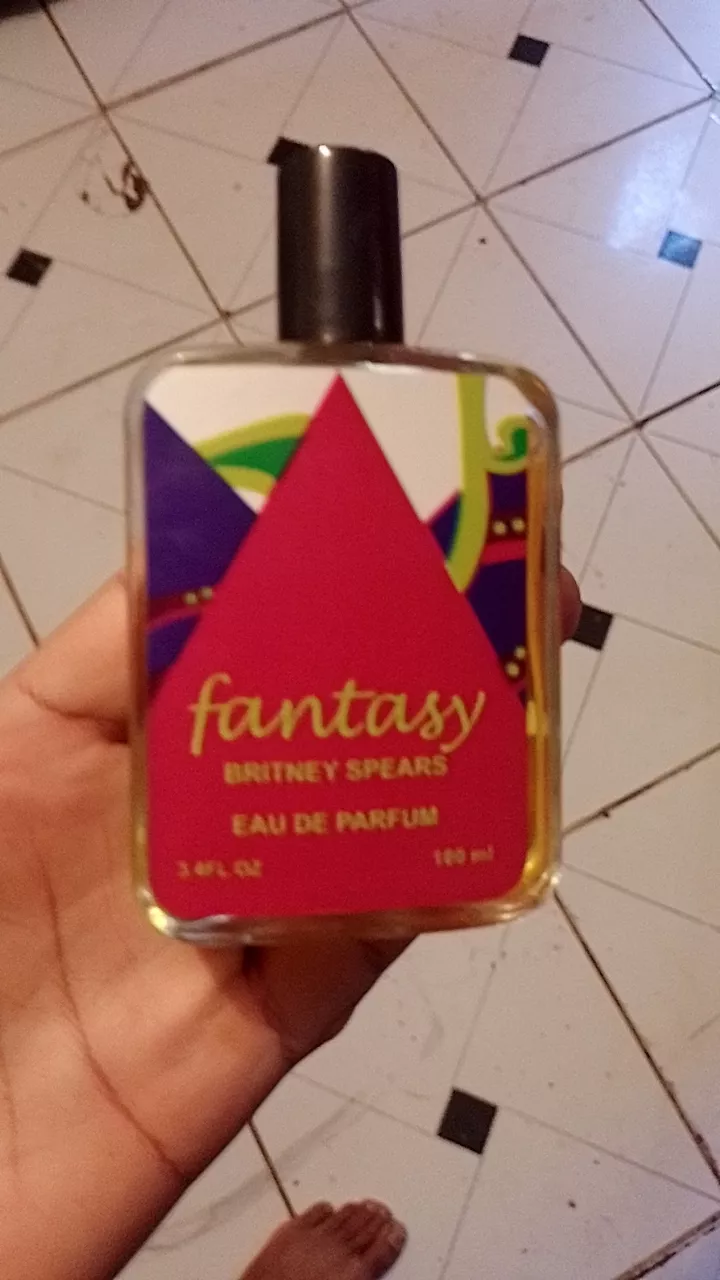 fantasy
BRITNEY SPEARS
EAU DE PARFUM
3.4FL OZ 100 ml